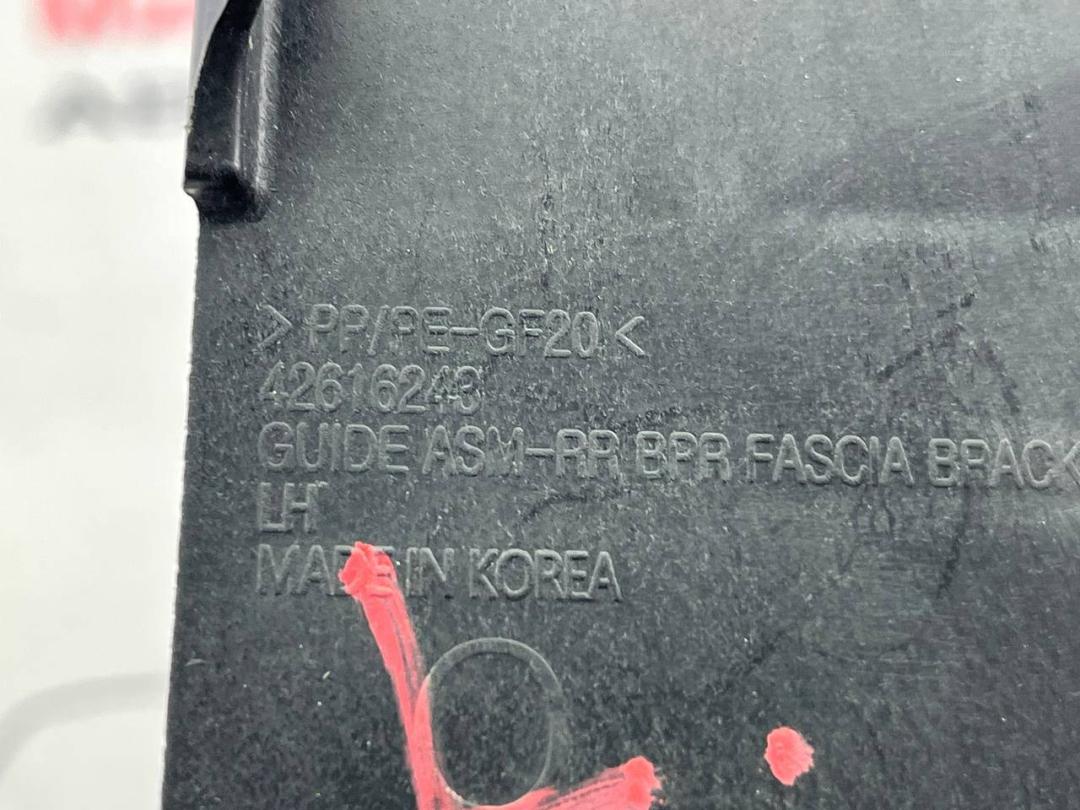 > PP/PE-GF20 <
42616243
GUIDE ASM-RR BPR FASCIA BRACK
LH
MADE IN KOREA
L.